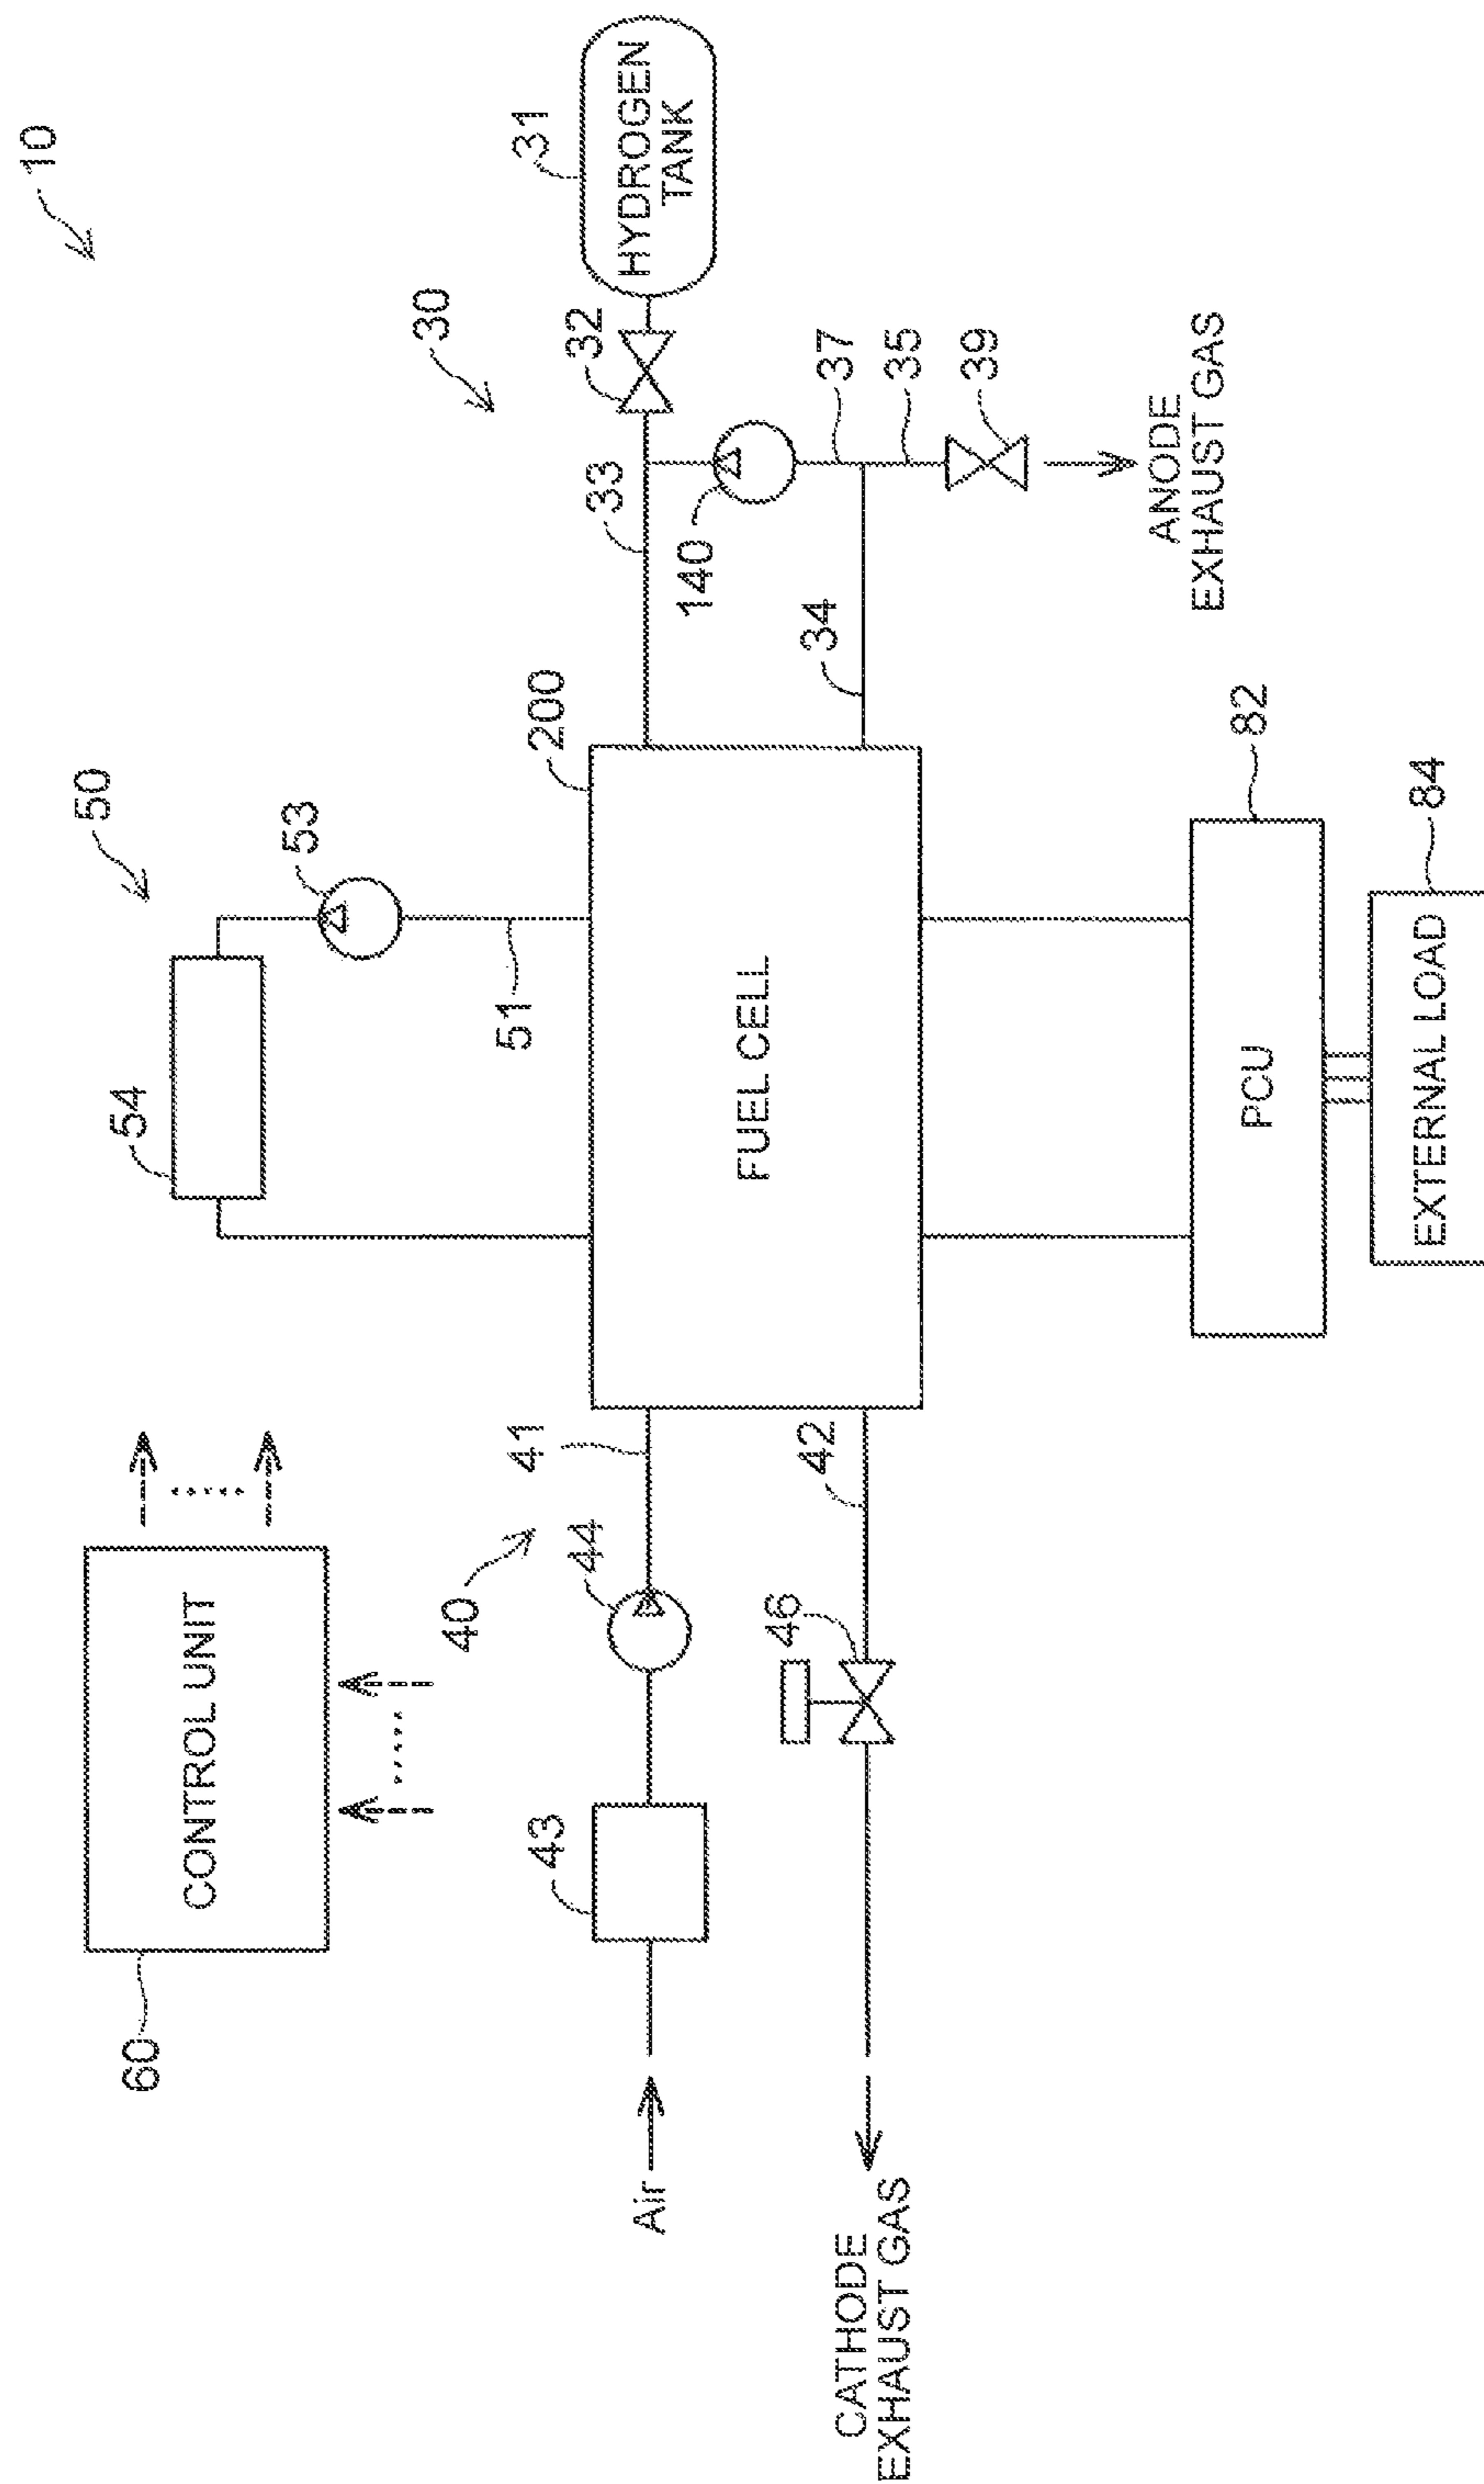 10
50
30
60
CONTROL UNIT
54
53
51
40
43
44
41
200
33
32
31
HYDROGEN
TANK
Air
140
37
35
39
34
46
42
FUEL CELL
ANODE
EXHAUST GAS
CATHODE
EXHAUST GAS
82
PCU
84
EXTERNAL LOAD